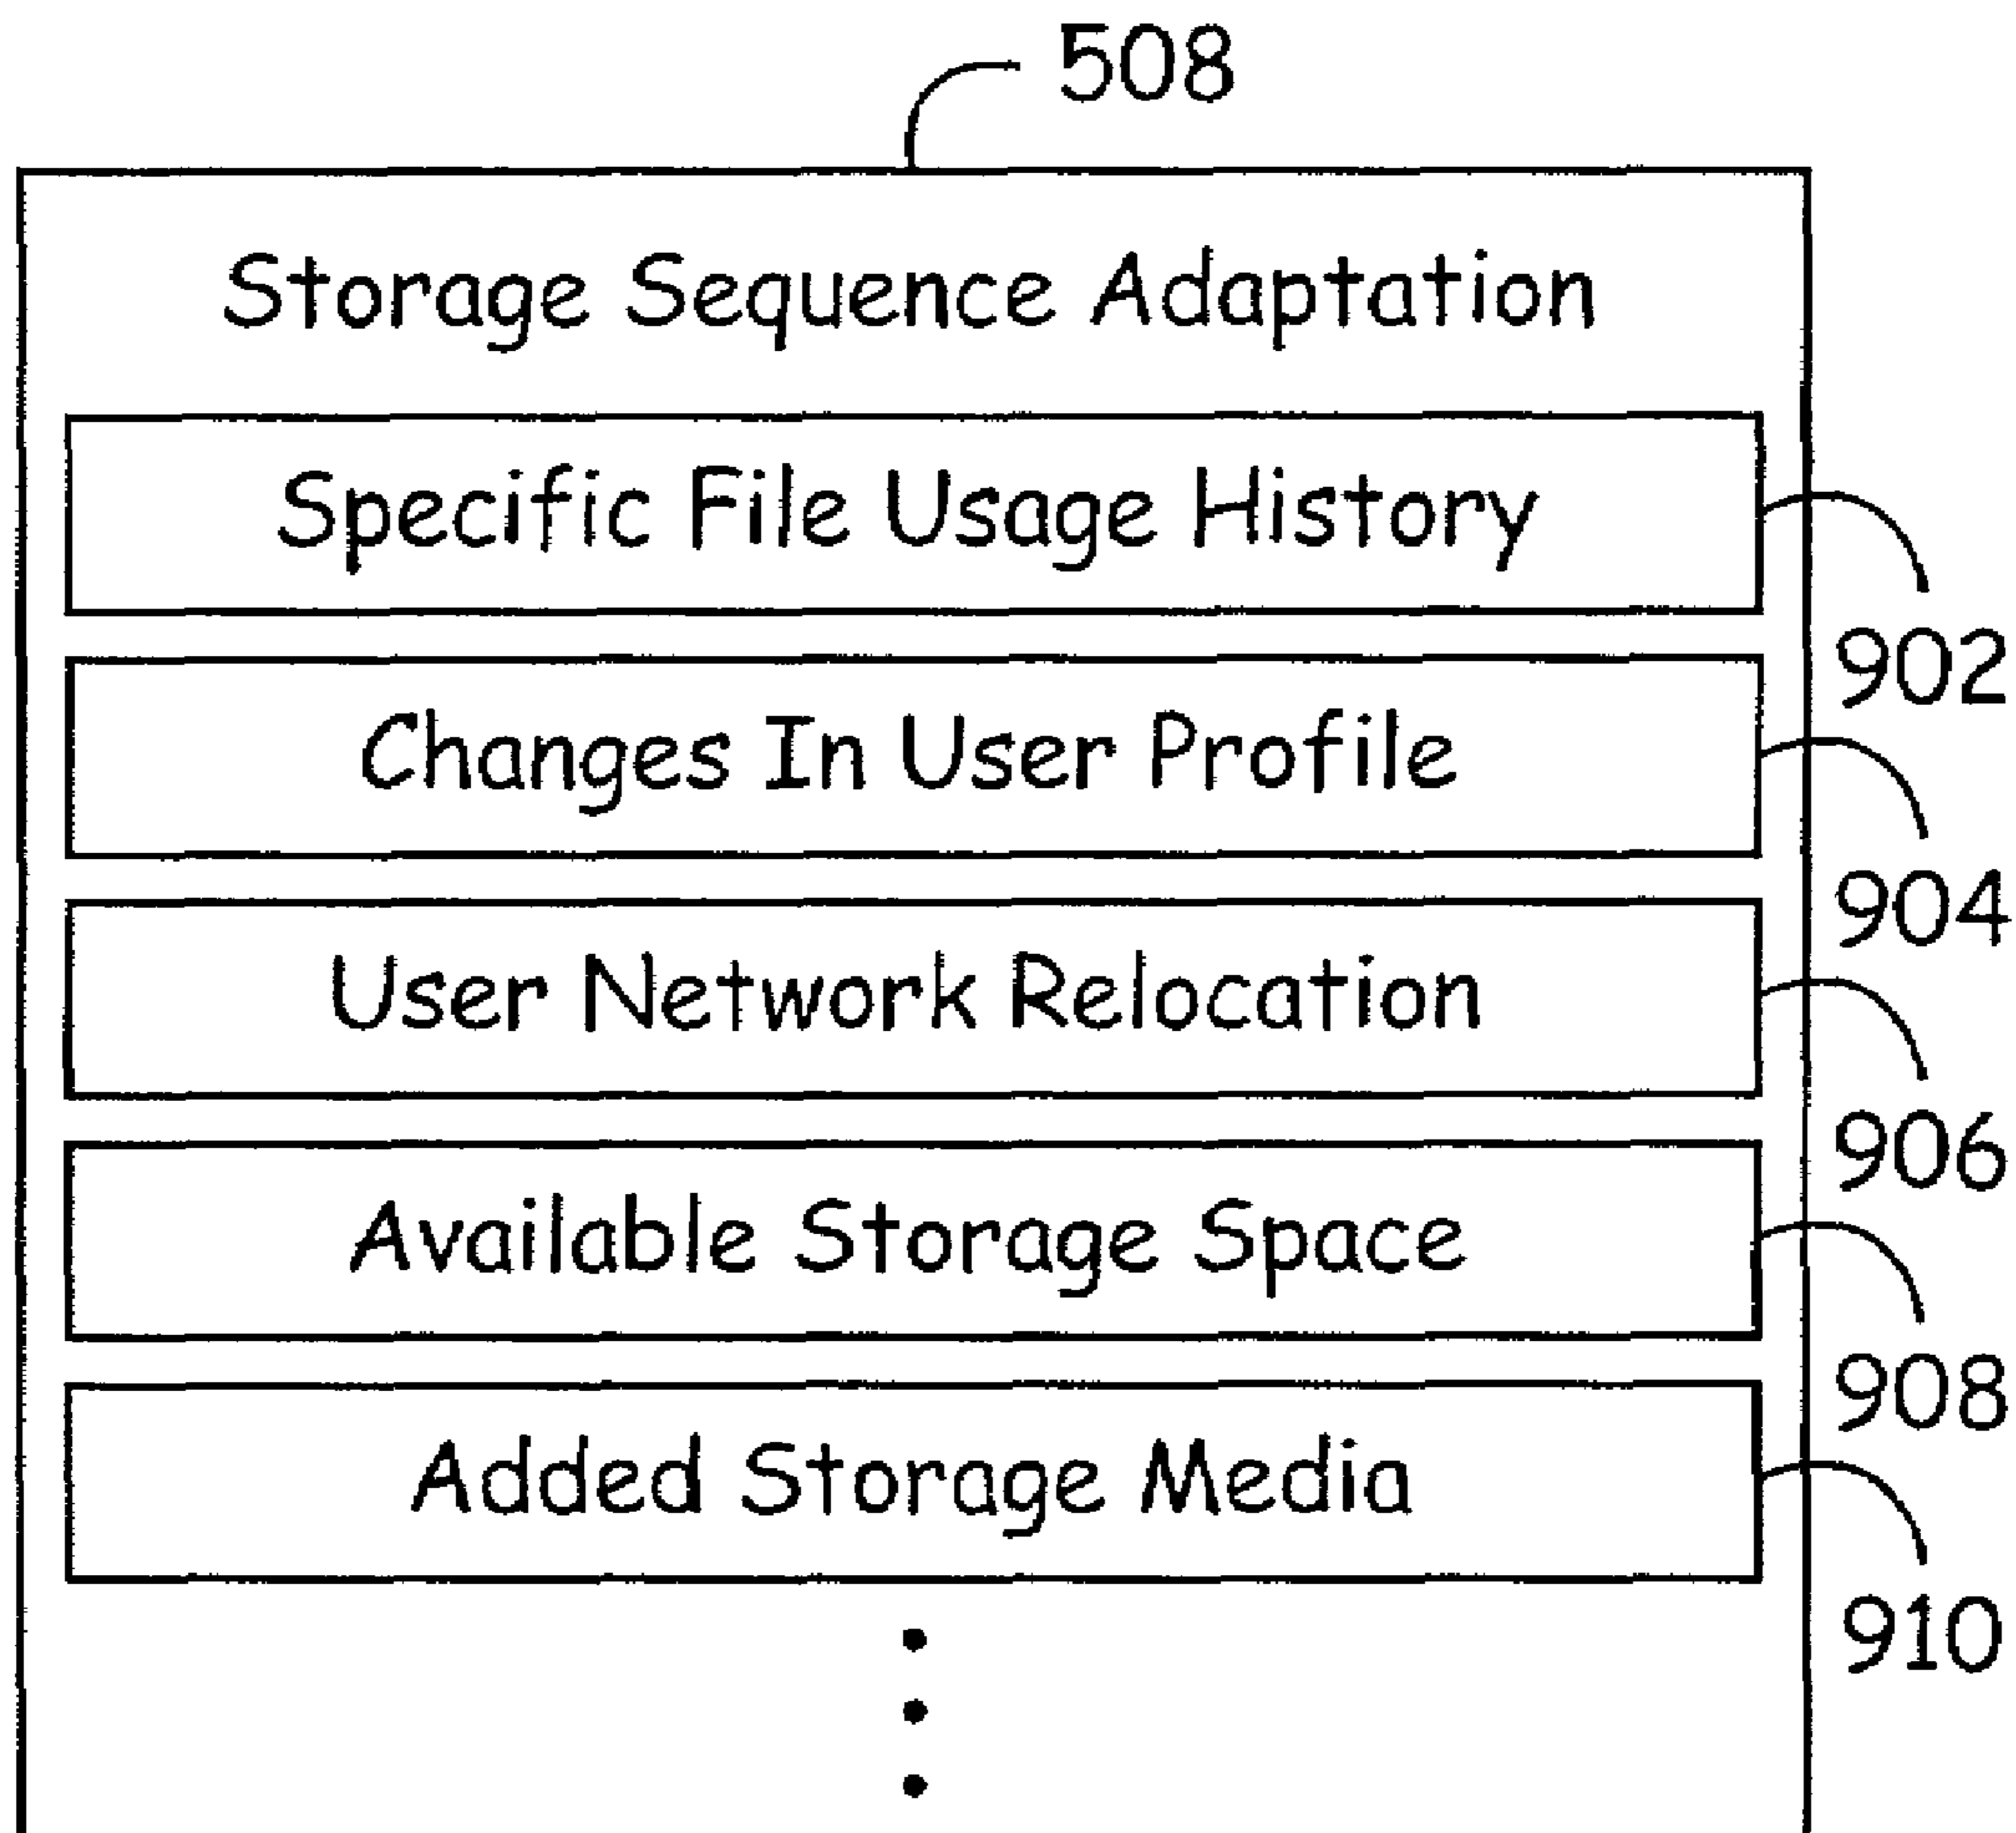 508
Storage Sequence Adaptation
Specific File Usage History
902
Changes In User Profile
904
User Network Relocation
906
Available Storage Space
908
Added Storage Media
910